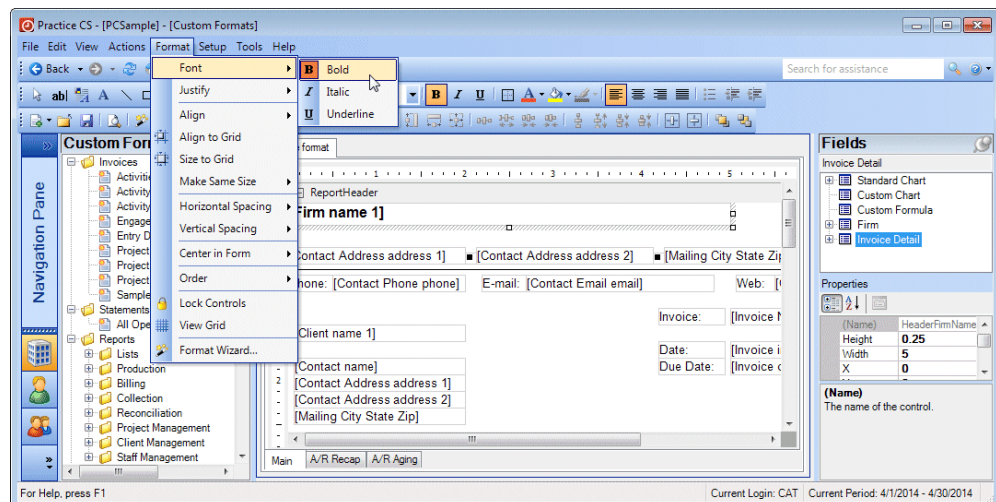 Practice CS - [PCSample] - [Custom Formats]
File Edit View Actions Format Setup Tools Help
Back
Search for assistance
Font
Justify
Align
Align to Grid
Size to Grid
Make Same Size
Horizontal Spacing
Vertical Spacing
Center in Form
Order
Lock Controls
View Grid
Format Wizard...
B Bold
I Italic
U Underline
abl A
B I U A
Navigation Pane
Custom For
Invoices
Activiti
Activity
Activity
Engage
Entry D
Project
Project
Project
Sample
Statements
All Ope
Reports
Lists
Production
Billing
Collection
Reconciliation
Project Management
Client Management
Staff Management
format
1 2 3 4 5
ReportHeader
Firm name 1]
Contact Address address 1] [Contact Address address 2] [Mailing City State Zip
hone: [Contact Phone phone] E-mail: [Contact Email email] Web: [
Invoice: [Invoice N
Client name 1]
Date: [Invoice i
[Contact name] Due Date: [Invoice
2
[Contact Address address 1]
[Contact Address address 2]
[Mailing City State Zip]
Main A/R Recap A/R Aging
Fields
Invoice Detail
Standard Chart
Custom Chart
Custom Formula
Firm
Invoice Detail
Properties
(Name) HeaderFirmName
Height 0.25
Width 5
X 0
(Name)
The name of the control.
For Help, press F1
Current Login: CAT Current Period: 4/1/2014 - 4/30/2014